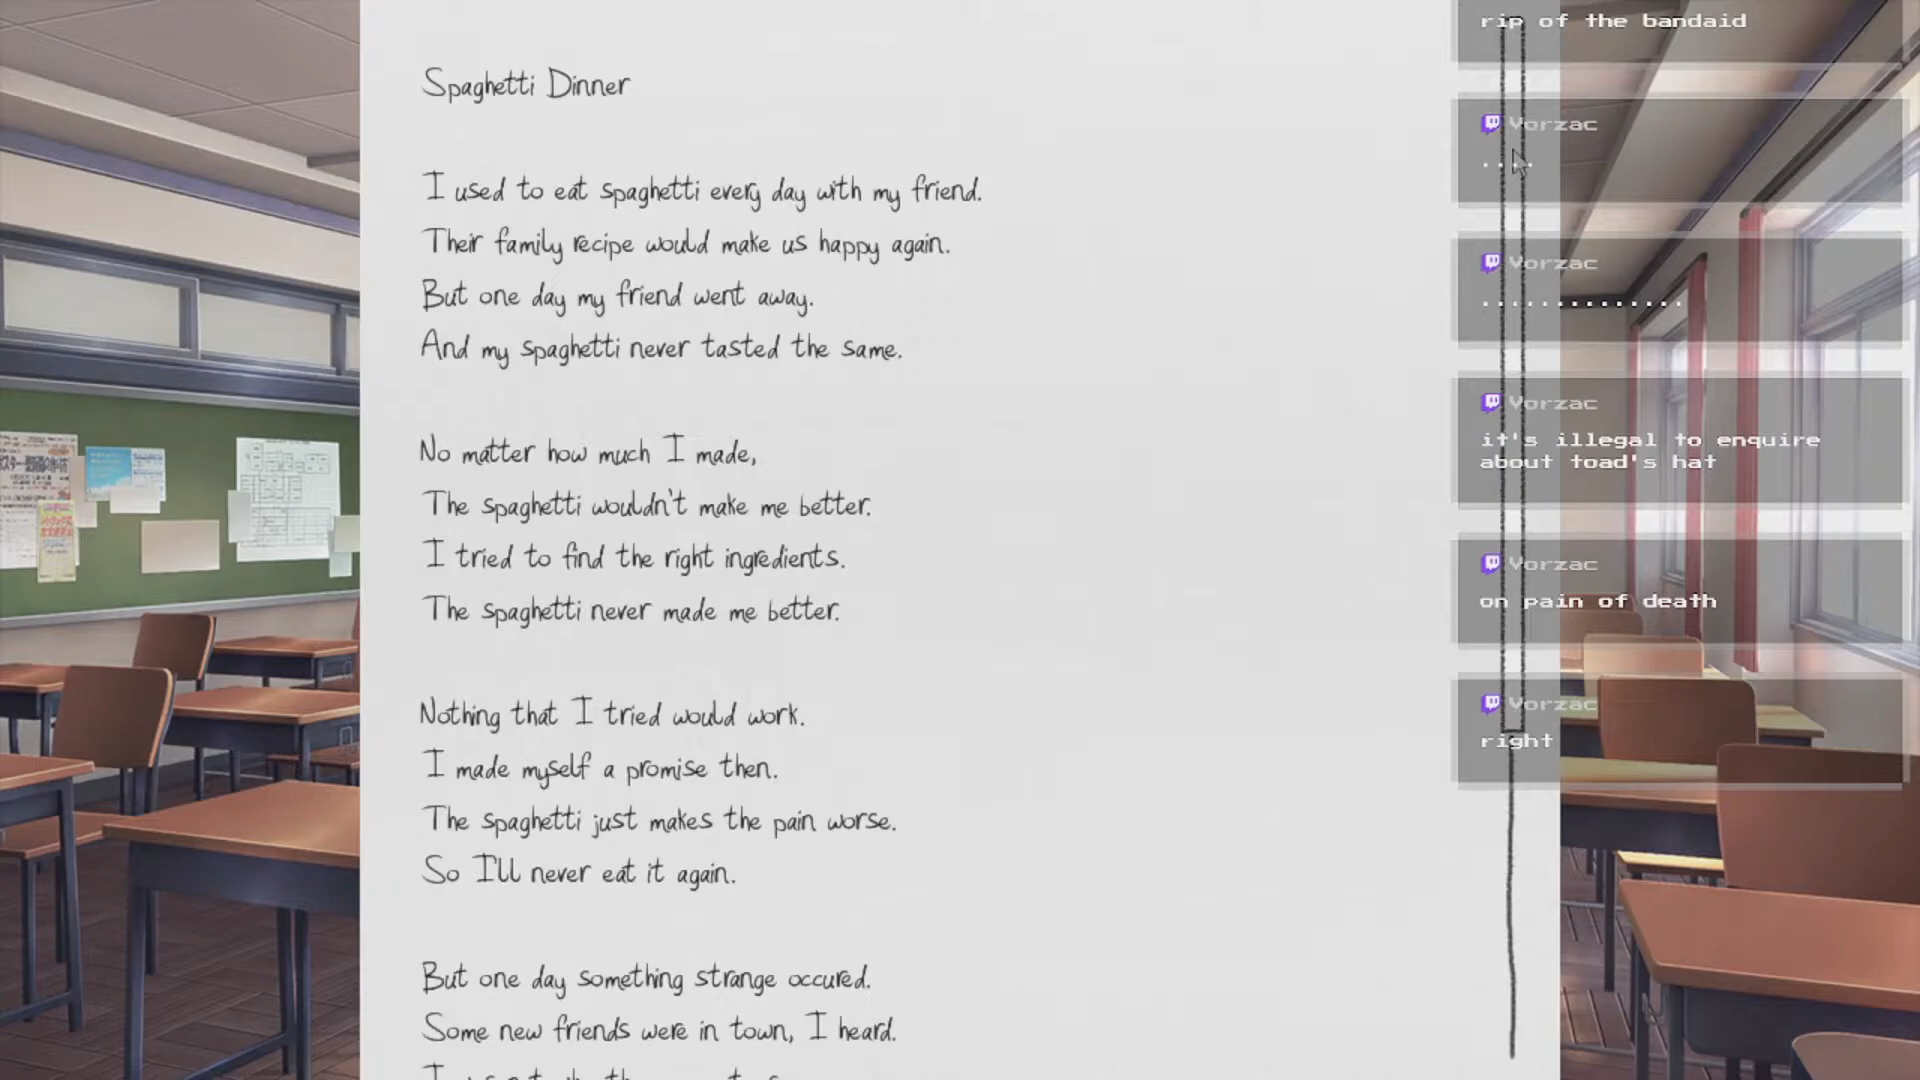 Spaghetti Dinner
I used to eat spaghetti every day with my friend.
Their family recipe would make us happy again.
But one day my friend went away.
And my spaghetti never tasted the same.
No matter how much I made,
The spaghetti wouldn't make me better.
I tried to find the right ingredients.
The spaghetti never made me better.
Nothing that I tried would work.
I made myself a promise then.
The spaghetti just makes the pain worse.
So I'll never eat it again.
But one day something strange occured.
Some new friends were in town, I heard.
rip of the bandaid
Vorzac
....
Vorzac
..............
Vorzac
it's illegal to enquire
about toad's hat
Vorzac
on pain of death
Vorzac
right